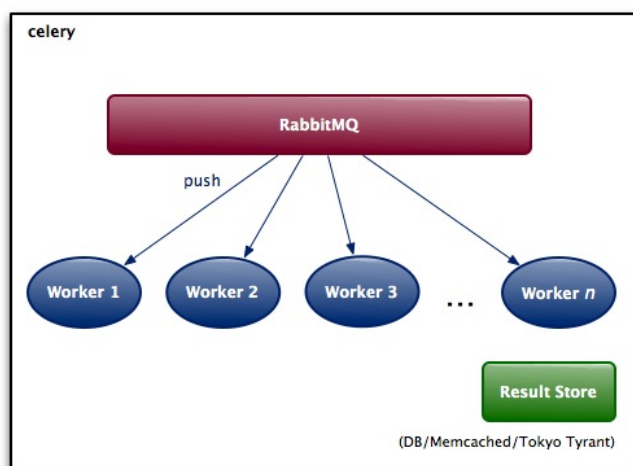 celery
RabbitMQ
push
Worker 1
Worker 2
Worker 3
...
Worker n
Result Store
(DB/Memcached/Tokyo Tyrant)